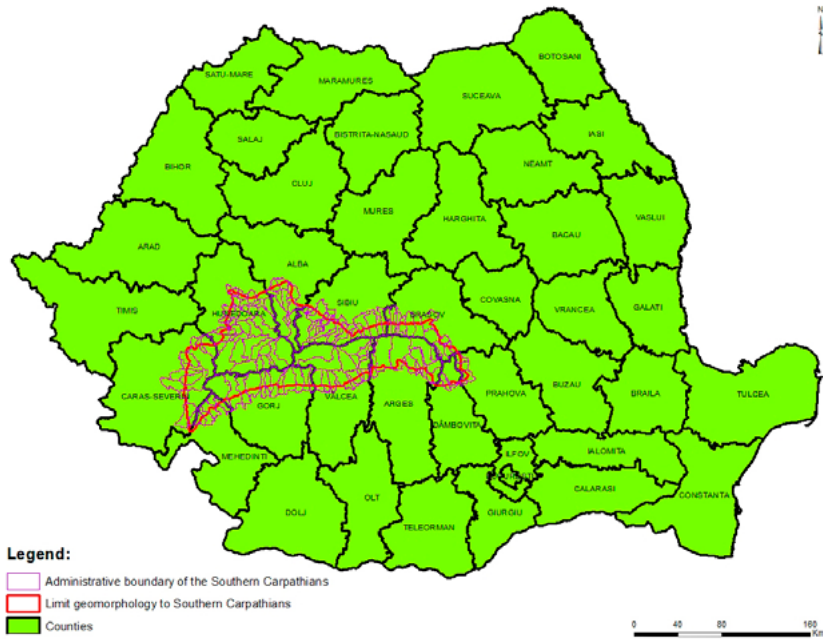 N
BOTOSANI
SATU-MARE
MARAMURES
SUCEAVA
IASI
SALAJ
BISTRITA-NASAUD
NEAMT
BIHOR
CLUJ
MURES
HARGHITA
VASLUI
BACAU
ARAD
ALBA
COVASNA
SIBIU
TIMIS
HUNEDOARA
BRASOV
VRANCEA
GALATI
CARAS-SEVERIN
GORJ
VALCEA
ARGES
PRAHOVA
BUZAU
BRAILA
TULCEA
DÂMBOVITA
MEHEDINTI
ILFOV
IALOMITA
CALARASI
CONSTANTA
DOLJ
OLT
TELEORMAN
GIURGIU
Legend:
Administrative boundary of the Southern Carpathians
Limit geomorphology to Southern Carpathians
Counties
0 40 80 160
Km